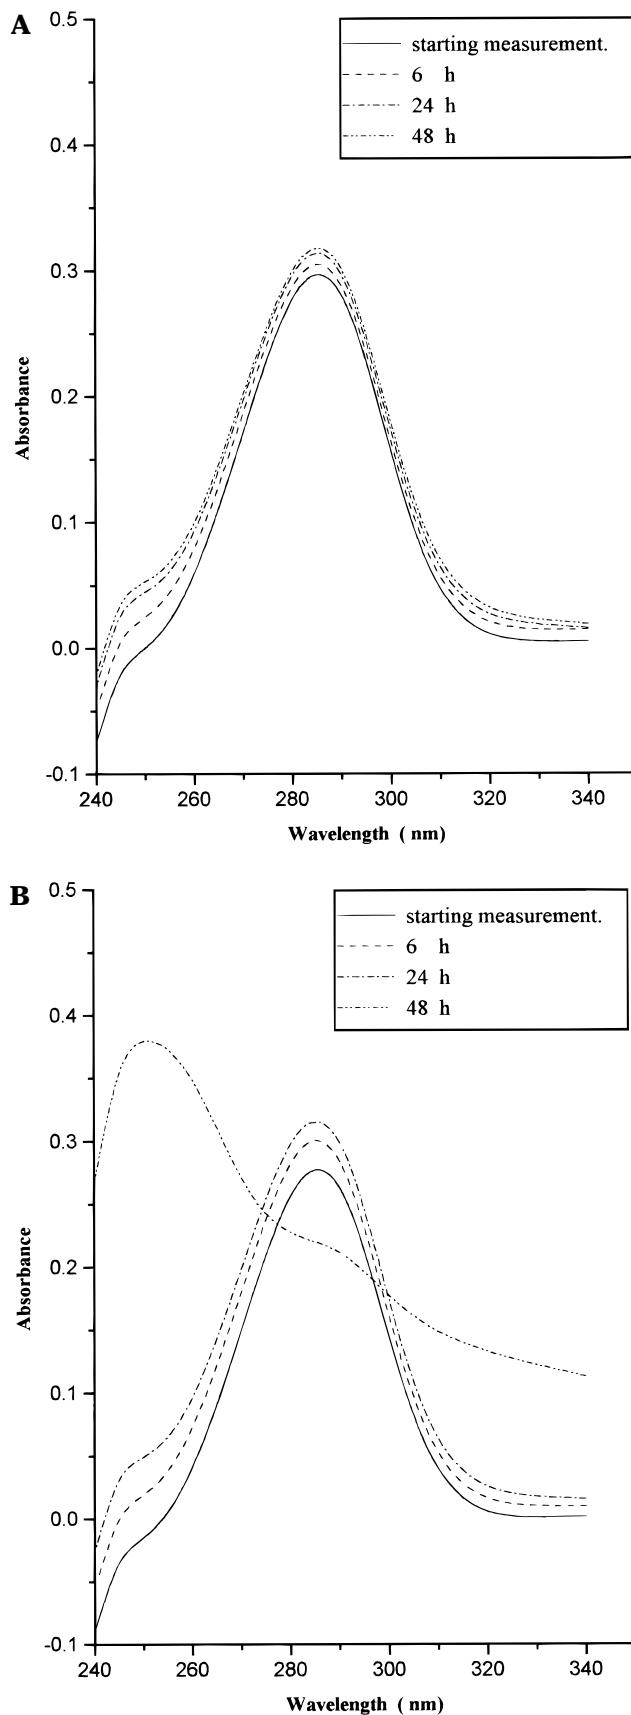 A
0.5
starting measurement.
6 h
24 h
48 h
0.4
0.3
0.2
0.1
0.0
-0.1
Absorbance
240 260 280 300 320 340
Wavelength ( nm)
B
0.5
starting measurement.
6 h
24 h
48 h
0.4
0.3
0.2
0.1
0.0
-0.1
Absorbance
240 260 280 300 320 340
Wavelength ( nm)